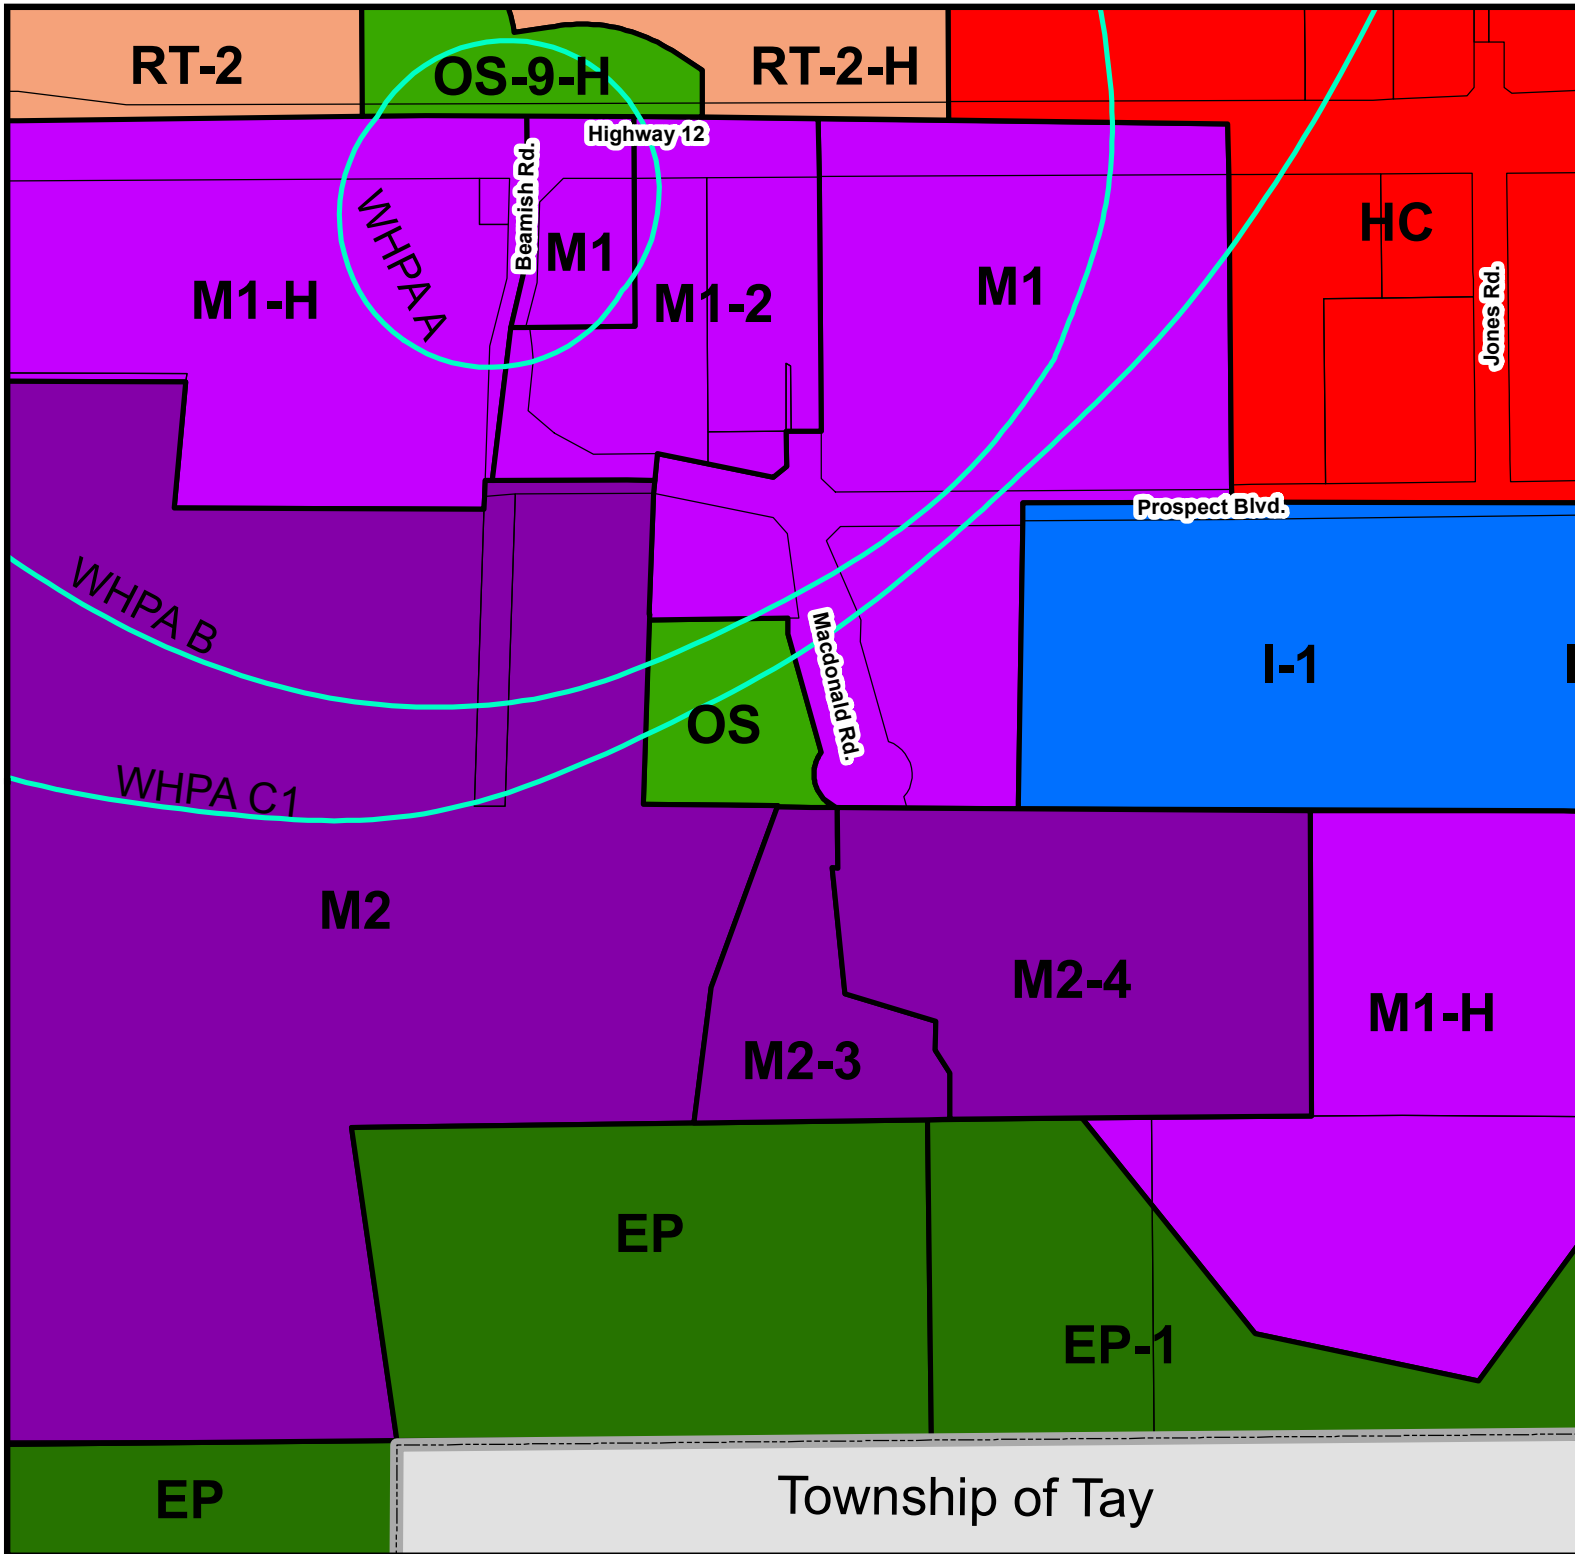 RT-2
OS-9-H
RT-2-H
Highway 12
Beamish Rd.
WHPA A
M1
M1-H
M1-2
M1
HC
Jones Rd.
Prospect Blvd.
WHPA B
Macdonald Rd.
I-1
OS
WHPA C1
M2
M2-4
M1-H
M2-3
EP
EP-1
EP
Township of Tay